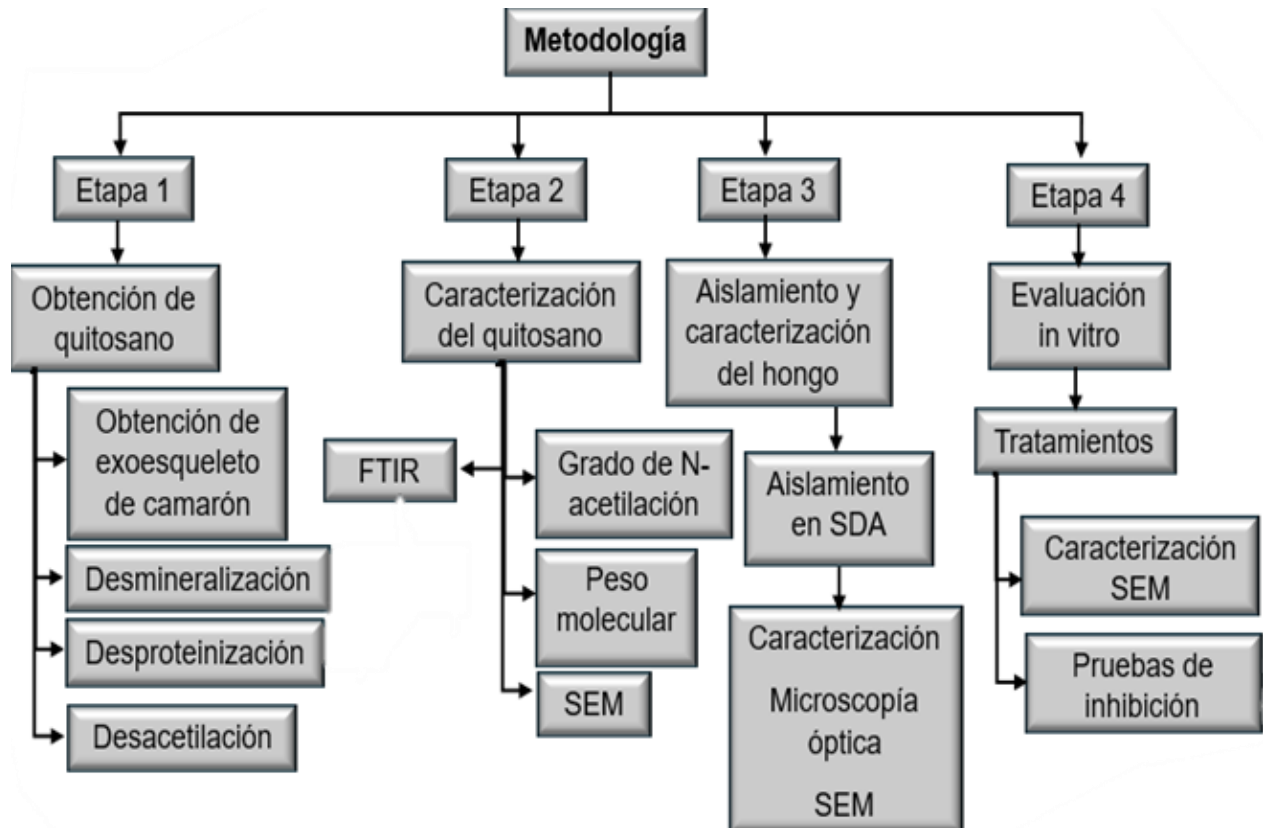 Metodología
Etapa 1
Obtención de
quitosano
Obtención de
exoesqueleto
de camarón
Desmineralización
Desproteinización
Desacetilación
Etapa 2
Caracterización
del quitosano
FTIR
Grado de N-
acetilación
Peso
molecular
SEM
Etapa 3
Aislamiento y
caracterización
del hongo
Aislamiento
en SDA
Caracterización
Microscopía
óptica
SEM
Etapa 4
Evaluación
in vitro
Tratamientos
Caracterización
SEM
Pruebas de
inhibición